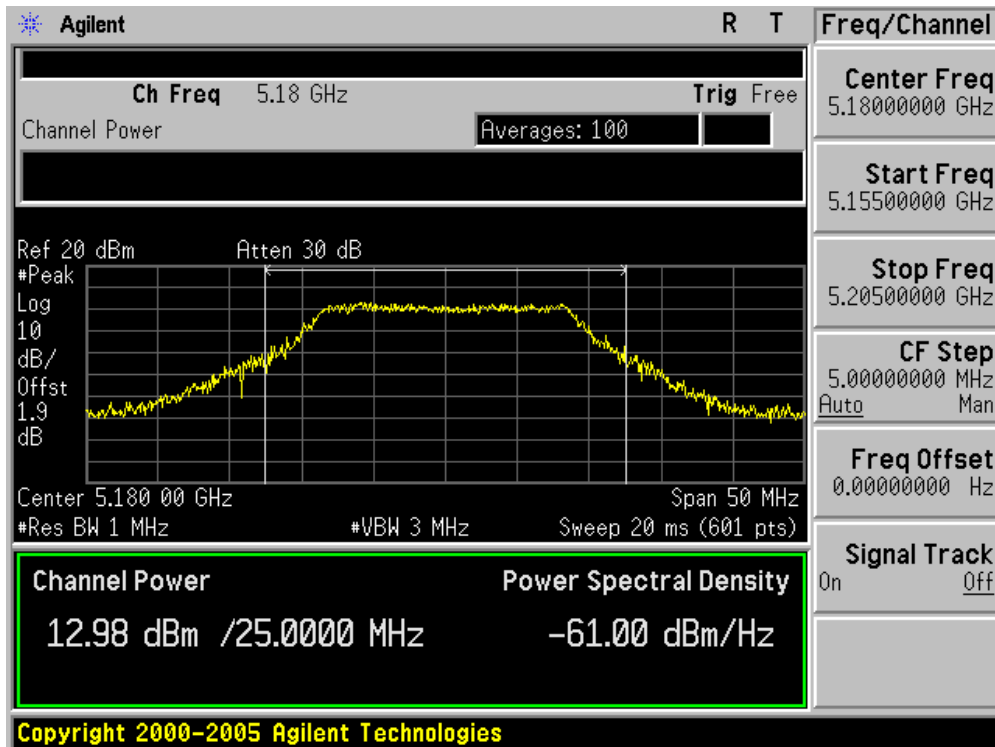 Agilent R T
Ch Freq 5.18 GHz Trig Free
Channel Power Averages: 100
Ref 20 dBm Atten 30 dB
#Peak
Log
10
dB/
Offst
1.9
dB
Center 5.180 00 GHz Span 50 MHz
#Res BW 1 MHz #VBW 3 MHz Sweep 20 ms (601 pts)
Channel Power Power Spectral Density
12.98 dBm /25.0000 MHz -61.00 dBm/Hz
Copyright 2000-2005 Agilent Technologies
Freq/Channel
Center Freq
5.18000000 GHz
Start Freq
5.15500000 GHz
Stop Freq
5.20500000 GHz
CF Step
5.00000000 MHz
Auto Man
Freq Offset
0.00000000 Hz
Signal Track
On Off